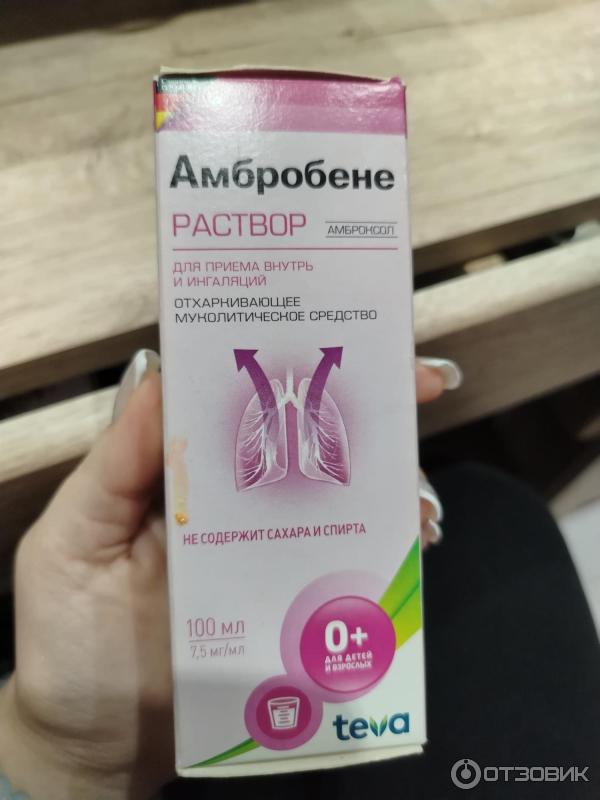 Амбробене
РАСТВОР
АМБРОКСОЛ
ДЛЯ ПРИЕМА ВНУТРЬ
И ИНГАЛЯЦИЙ
ОТХАРКИВАЮЩЕЕ
МУКОЛИТИЧЕСКОЕ СРЕДСТВО
НЕ СОДЕРЖИТ САХАРА И СПИРТА
100 мл
7,5 мг/мл
0+
ДЛЯ ДЕТЕЙ
И ВЗРОСЛЫХ
teva
ОТЗОВИК